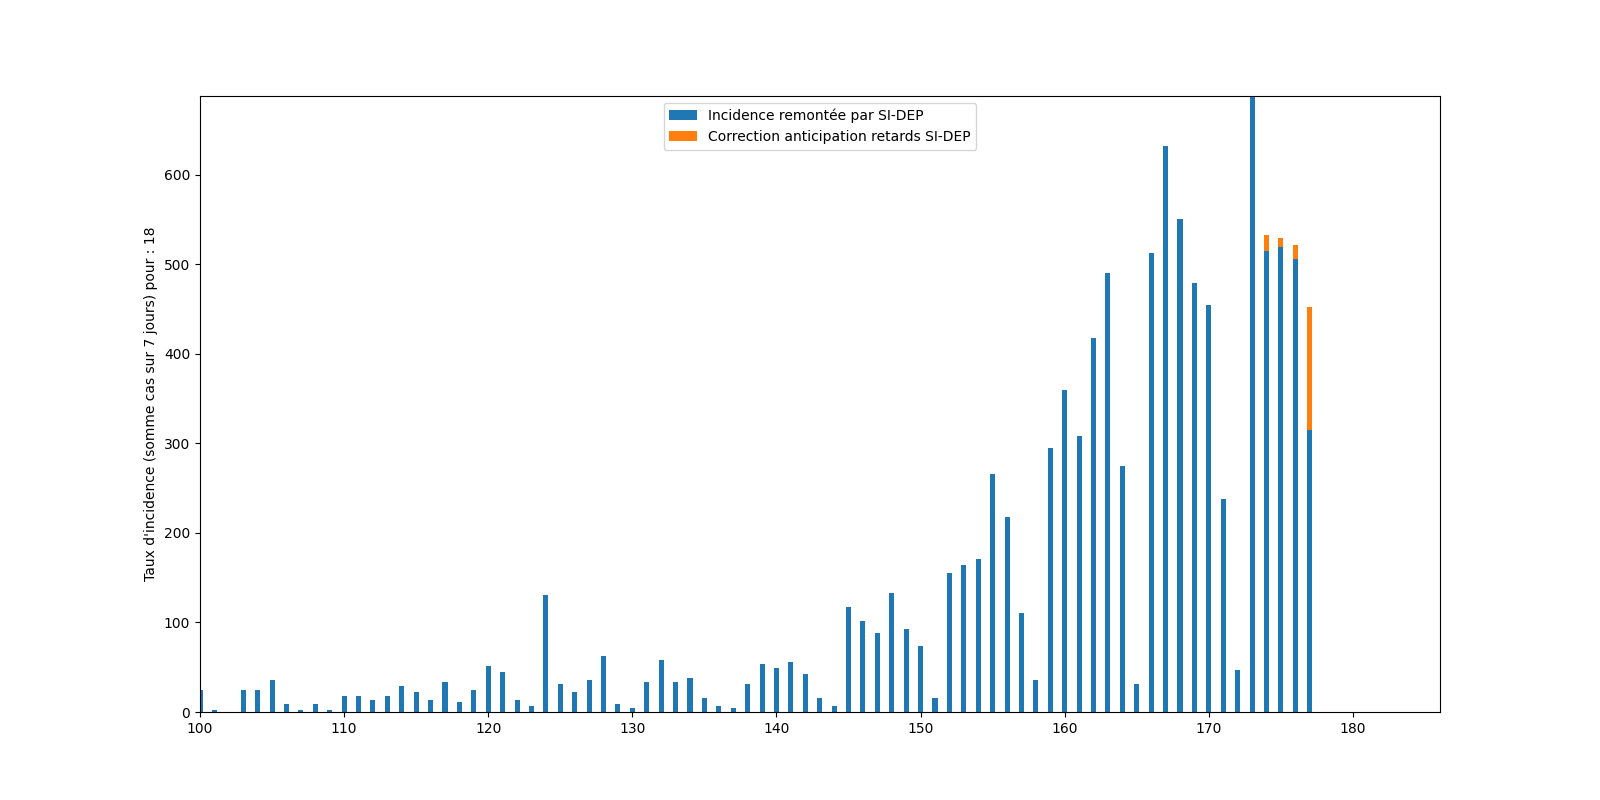 Incidence remontée par SI-DEP
Correction anticipation retards SI-DEP
Taux d'incidence (somme cas sur 7 jours) pour : 18
600
500
400
300
200
100
0
100 110 120 130 140 150 160 170 180